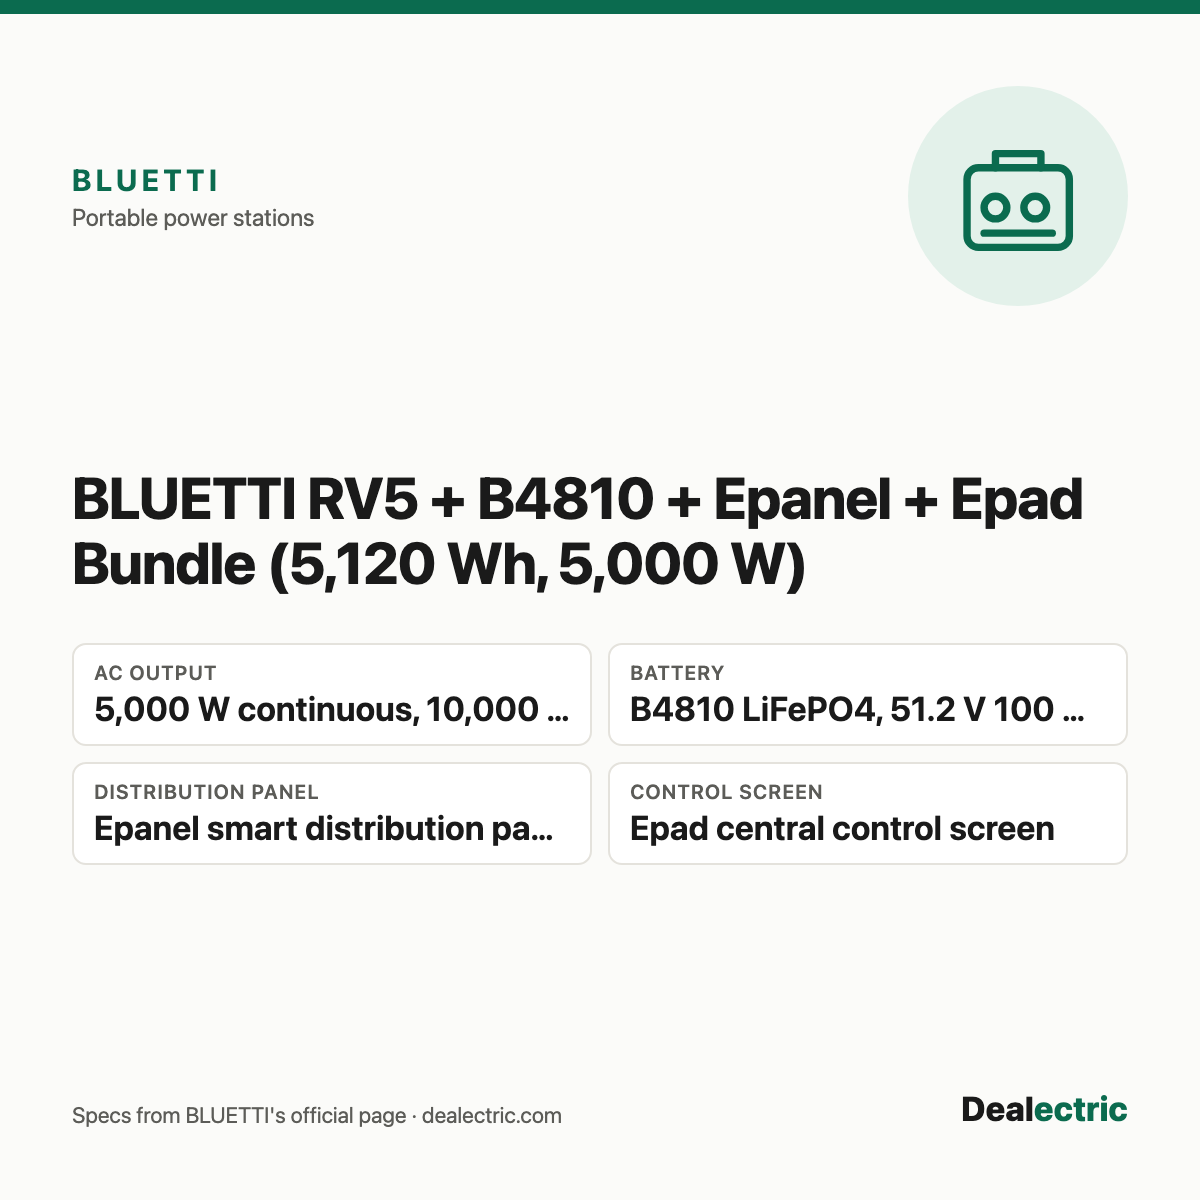 BLUETTI
Portable power stations
BLUETTI RV5 + B4810 + Epanel + Epad
Bundle (5,120 Wh, 5,000 W)
AC OUTPUT
5,000 W continuous, 10,000 ...
BATTERY
B4810 LiFePO4, 51.2 V 100 ...
DISTRIBUTION PANEL
Epanel smart distribution pa...
CONTROL SCREEN
Epad central control screen
Specs from BLUETTI's official page · dealectric.com
Dealectric